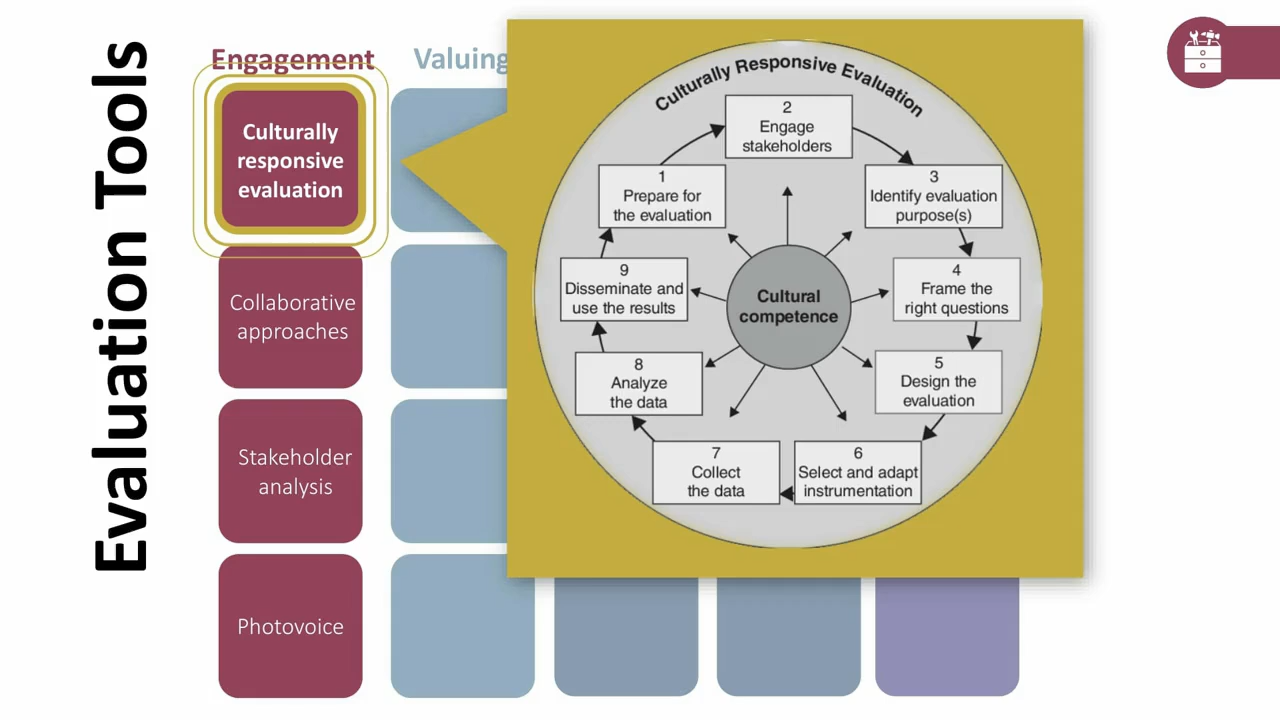 Evaluation Tools
Engagement
Valuing
Culturally
responsive
evaluation
Collaborative
approaches
Stakeholder
analysis
Photovoice
Culturally Responsive Evaluation
1
Prepare for
the evaluation
2
Engage
stakeholders
3
Identify evaluation
purpose(s)
4
Frame the
right questions
5
Design the
evaluation
6
Select and adapt
instrumentation
7
Collect
the data
8
Analyze
the data
9
Disseminate and
use the results
Cultural
competence